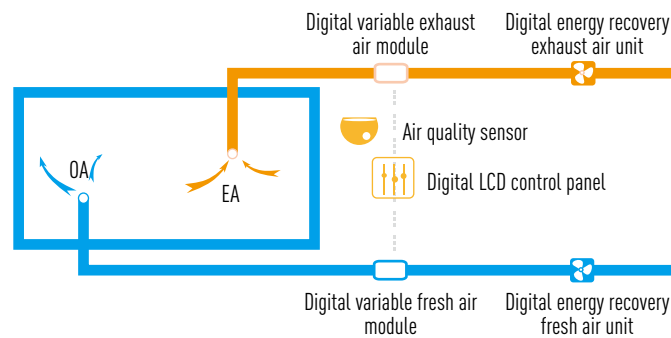 Digital variable exhaust
air module
Digital energy recovery
exhaust air unit
Air quality sensor
OA
EA
Digital LCD control panel
Digital variable fresh air
module
Digital energy recovery
fresh air unit